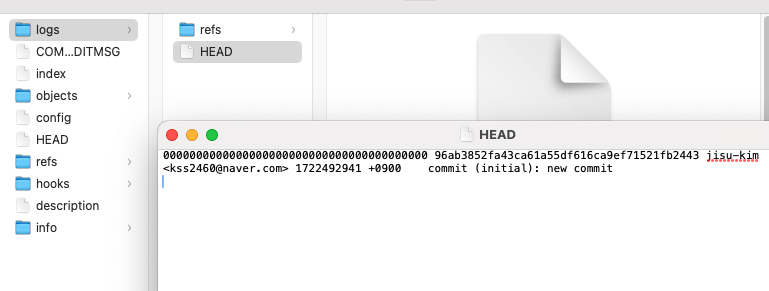 logs
COM...DITMSG
index
objects
config
HEAD
refs
hooks
description
info
refs
HEAD
HEAD
0000000000000000000000000000000000000000 96ab3852fa43ca61a55df616ca9ef71521fb2443 jisu-kim
<kss2460@naver.com> 1722492941 +0900 commit (initial): new commit